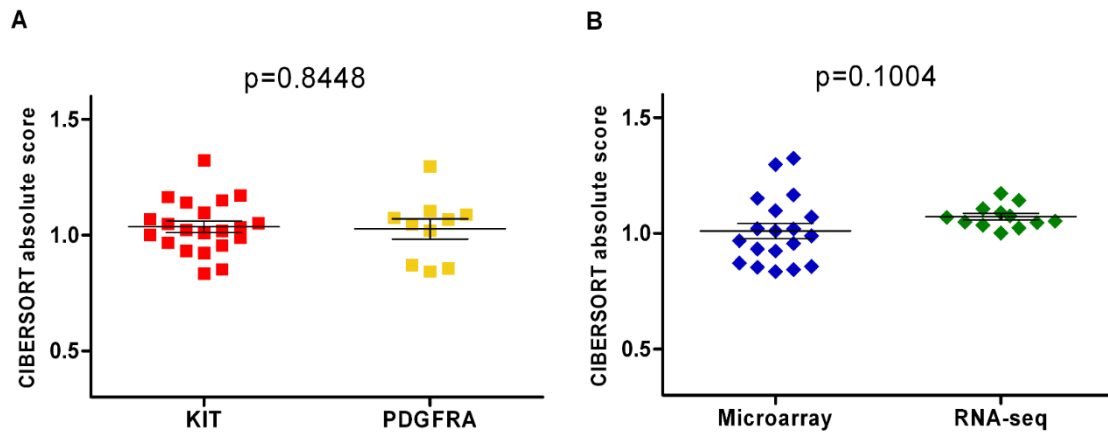 A
p=0.8448
CIBERSORT absolute score
1.5
1.0
0.5
KIT
PDGFRA
B
p=0.1004
CIBERSORT absolute score
1.5
1.0
0.5
Microarray
RNA-seq